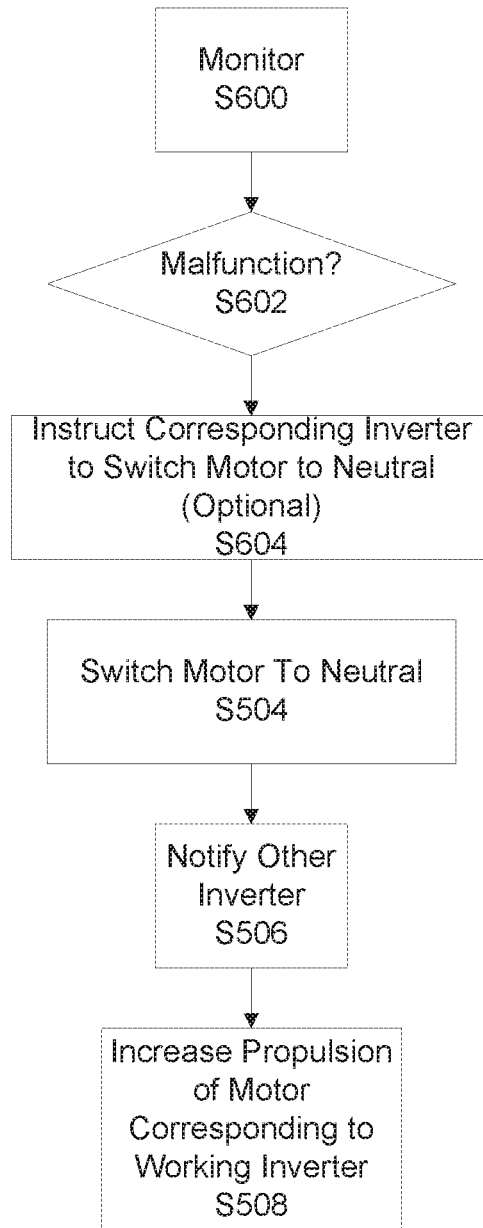 Monitor
S600
Malfunction?
S602
Instruct Corresponding Inverter
to Switch Motor to Neutral
(Optional)
S604
Switch Motor To Neutral
S504
Notify Other
Inverter
S506
Increase Propulsion
of Motor
Corresponding to
Working Inverter
S508